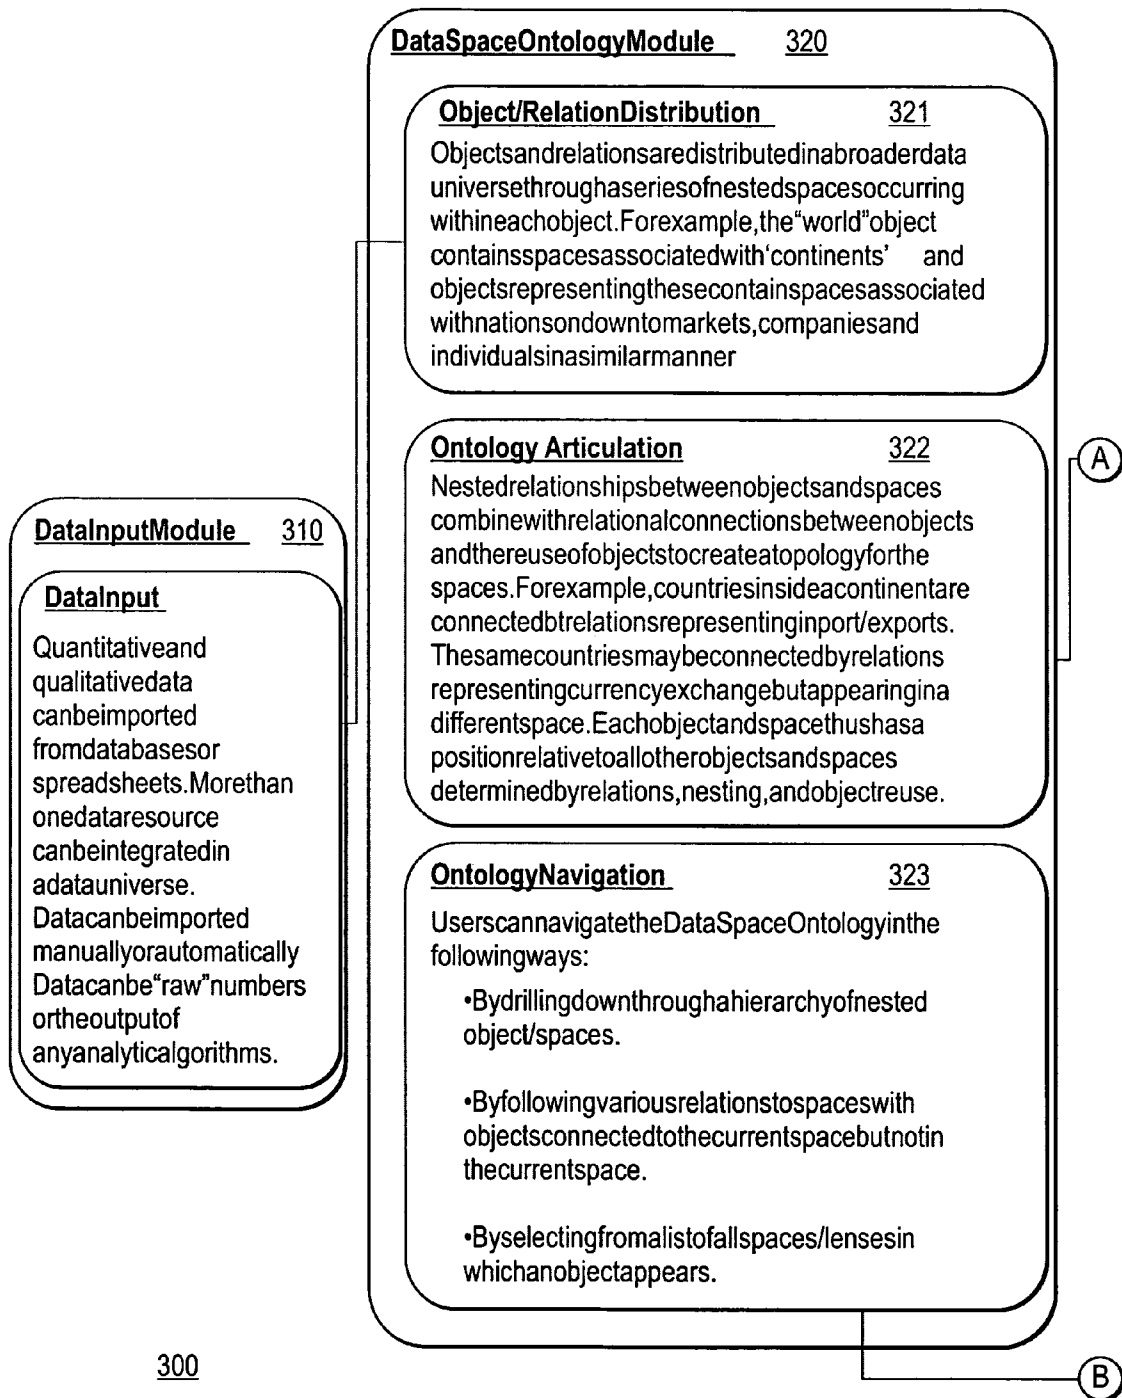 DataSpaceOntologyModule 320
Object/RelationDistribution 321
Objectsandrelationsaredistributedinabroaderdata
universethroughaseriesofnestedspacesoccurring
withineachobject.Forexample,the“world”object
containsspacesassociatedwith‘continents’ and
objectsrepresentingthesecontainspacesassociated
withnationsondowntomarkets,companiesand
individualsinasimilarmanner
Ontology Articulation 322
Nestedrelationshipsbetweenobjectsandspaces
combinewithrelationalconnectionsbetweenobjects
andthereuseofobjectstocreateatopologyforthe
spaces.Forexample,countriesinsideacontinentare
connectedbtrelationsrepresentinginport/exports.
Thesamecountriesmaybeconnectedbyrelations
representingcurrencyexchangebutappearingina
differentspace.Eachobjectandspacethushasa
positionrelativetoallotherobjectsandspaces
determinedbyrelations,nesting,andobjectreuse.
A
DataInputModule 310
DataInput
Quantitativeand
qualitativedata
canbeimported
fromdatabasesor
spreadsheets.Morethan
onedataresource
canbeintegratedin
adatauniverse.
Datacanbeimported
manuallyorautomatically
Datacanbe“raw”numbers
ortheoutputof
anyanalyticalgorithms.
OntologyNavigation 323
UserscannavigatetheDataSpaceOntologyinthe
followingways:
•Bydrillingdownthroughahierarchyofnested
object/spaces.
•Byfollowingvariousrelationstospaceswith
objectsconnectedtothecurrentspacebutnotin
thecurrentspace.
•Byselectingfromalistofallspaces/lensesin
whichanobjectappears.
300
B